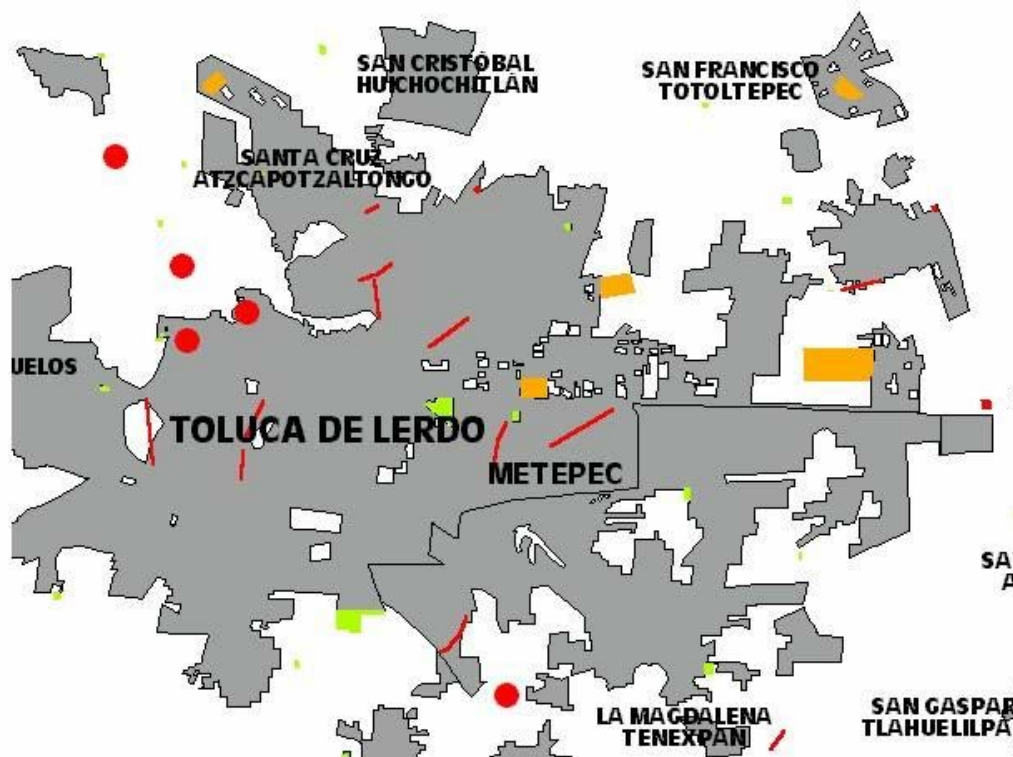 SAN CRISTÓBAL
HUICHOCHITLÁN
SAN FRANCISCO
TOTOLTEPEC
SANTA CRUZ
ATZCAPOTZALTONGO
UELOS
TOLUCA DE LERDO
METEPEC
SA
A
LA MAGDALENA
TENEXPAN
SAN GASPAR
TLAHUELILPA